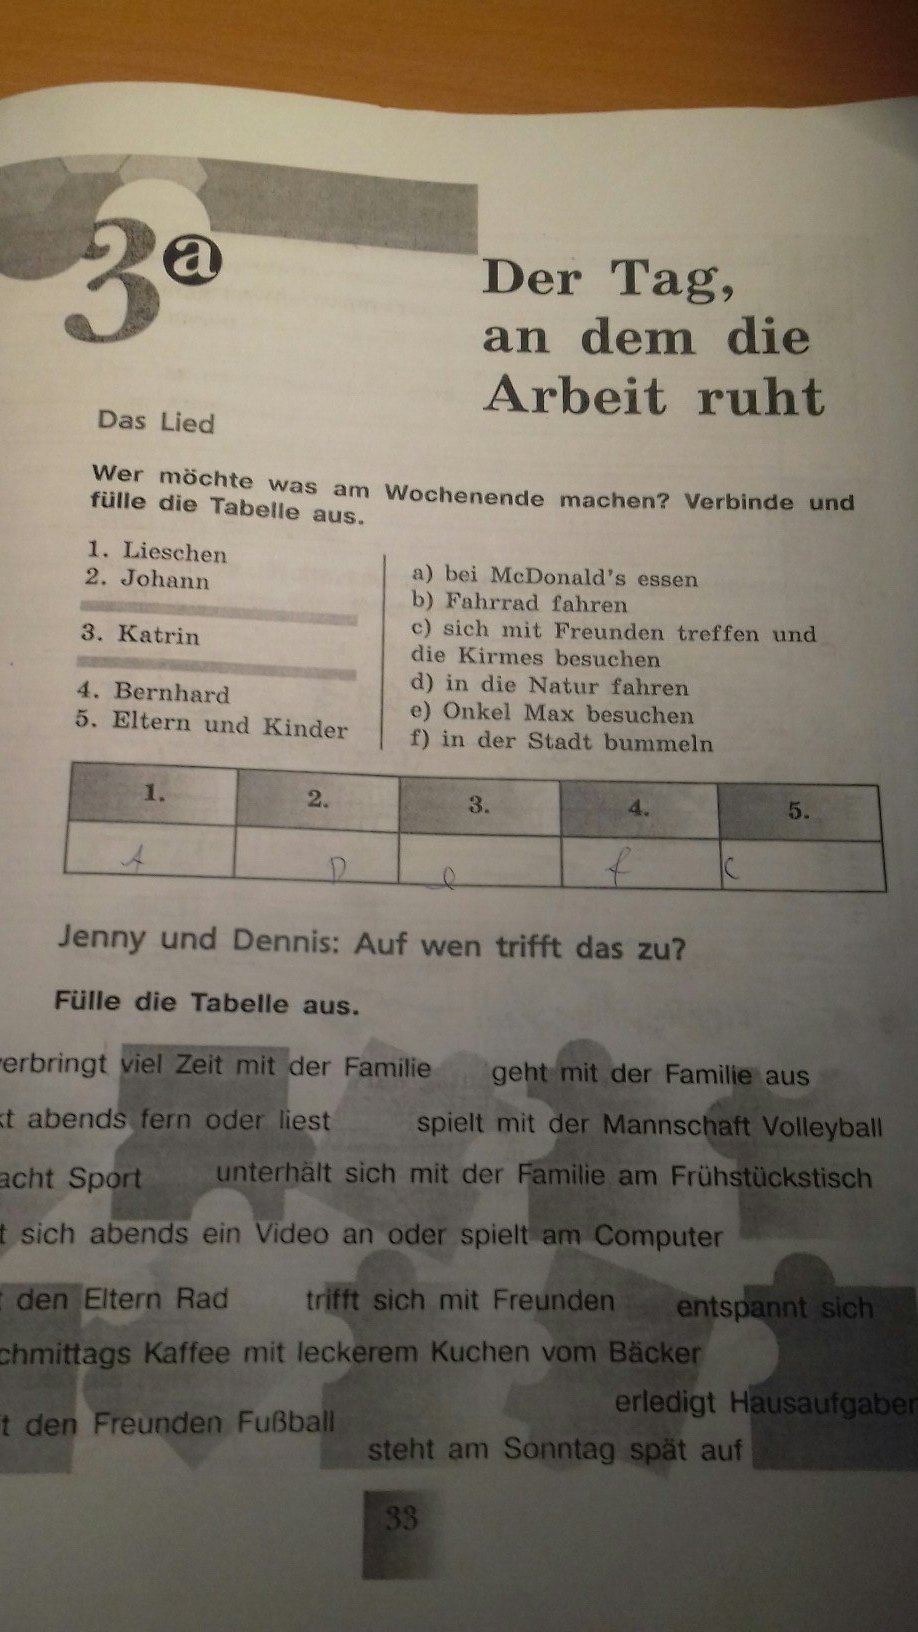 3a
Der Tag,
an dem die
Arbeit ruht
Das Lied
Wer möchte was am Wochenende machen? Verbinde und
fülle die Tabelle aus.
1. Lieschen
2. Johann
3. Katrin
4. Bernhard
5. Eltern und Kinder
a) bei McDonald's essen
b) Fahrrad fahren
c) sich mit Freunden treffen und
die Kirmes besuchen
d) in die Natur fahren
e) Onkel Max besuchen
f) in der Stadt bummeln
1. 2. 3. 4. 5.
A D e f C
Jenny und Dennis: Auf wen trifft das zu?
Fülle die Tabelle aus.
verbringt viel Zeit mit der Familie geht mit der Familie aus
abends fern oder liest spielt mit der Mannschaft Volleyball
Sport unterhält sich mit der Familie am Frühstückstisch
sich abends ein Video an oder spielt am Computer
den Eltern Rad trifft sich mit Freunden entspannt sich
Kaffee mit leckerem Kuchen vom Bäcker
erledigt Hausaufgaben
den Freunden Fußball
steht am Sonntag spät auf
33